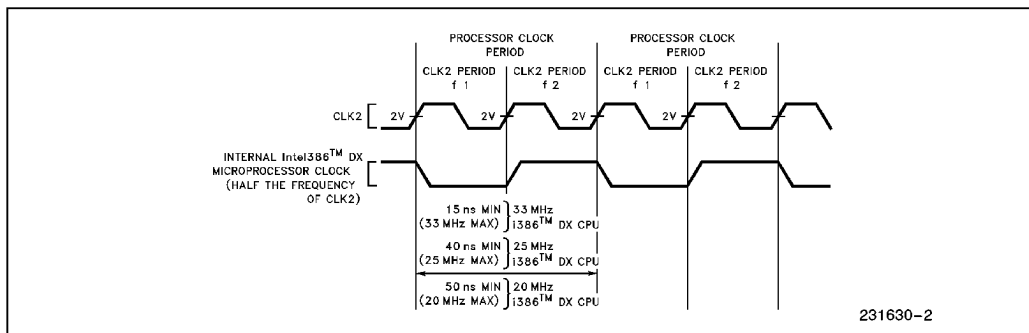 PROCESSOR CLOCK
PERIOD
PROCESSOR CLOCK
PERIOD
CLK2 PERIOD
f 1
CLK2 PERIOD
f 2
CLK2 PERIOD
f 1
CLK2 PERIOD
f 2
CLK2
2V
2V
2V
2V
2V
INTERNAL Intel386™ DX
MICROPROCESSOR CLOCK
(HALF THE FREQUENCY
OF CLK2)
15 ns MIN
(33 MHz MAX)
33 MHz
i386™ DX CPU
40 ns MIN
(25 MHz MAX)
25 MHz
i386™ DX CPU
50 ns MIN
(20 MHz MAX)
20 MHz
i386™ DX CPU
231630-2